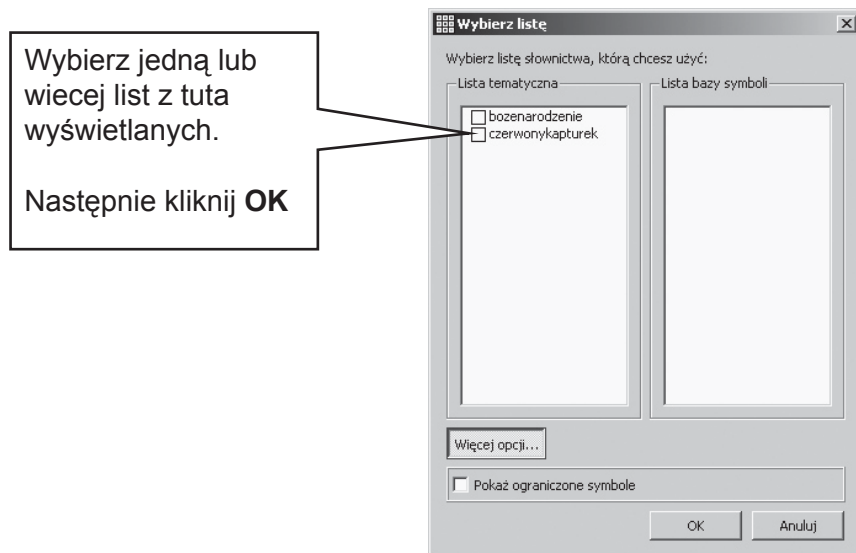 Wybierz jedną lub
wiecej list z tuta
wyświetlanych.
Następnie kliknij OK
Wybierz listę
Wybierz listę słownictwa, którą chcesz użyć:
Lista tematyczna
bozenarodzenie
czerwonykapturek
Lista bazy symboli
Więcej opcji...
Pokaż ograniczone symbole
OK
Anuluj